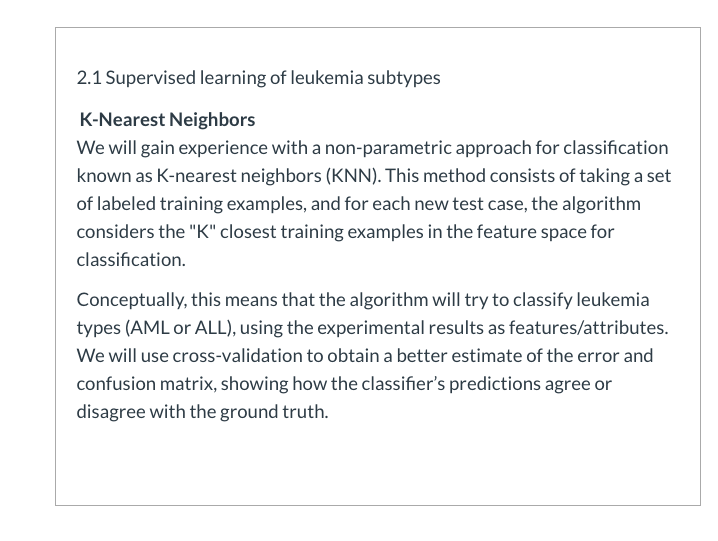 2.1 Supervised learning of leukemia subtypes
K-Nearest Neighbors
We will gain experience with a non-parametric approach for classification
known as K-nearest neighbors (KNN). This method consists of taking a set
of labeled training examples, and for each new test case, the algorithm
considers the "K" closest training examples in the feature space for
classification.
Conceptually, this means that the algorithm will try to classify leukemia
types (AML or ALL), using the experimental results as features/attributes.
We will use cross-validation to obtain a better estimate of the error and
confusion matrix, showing how the classifier’s predictions agree or
disagree with the ground truth.